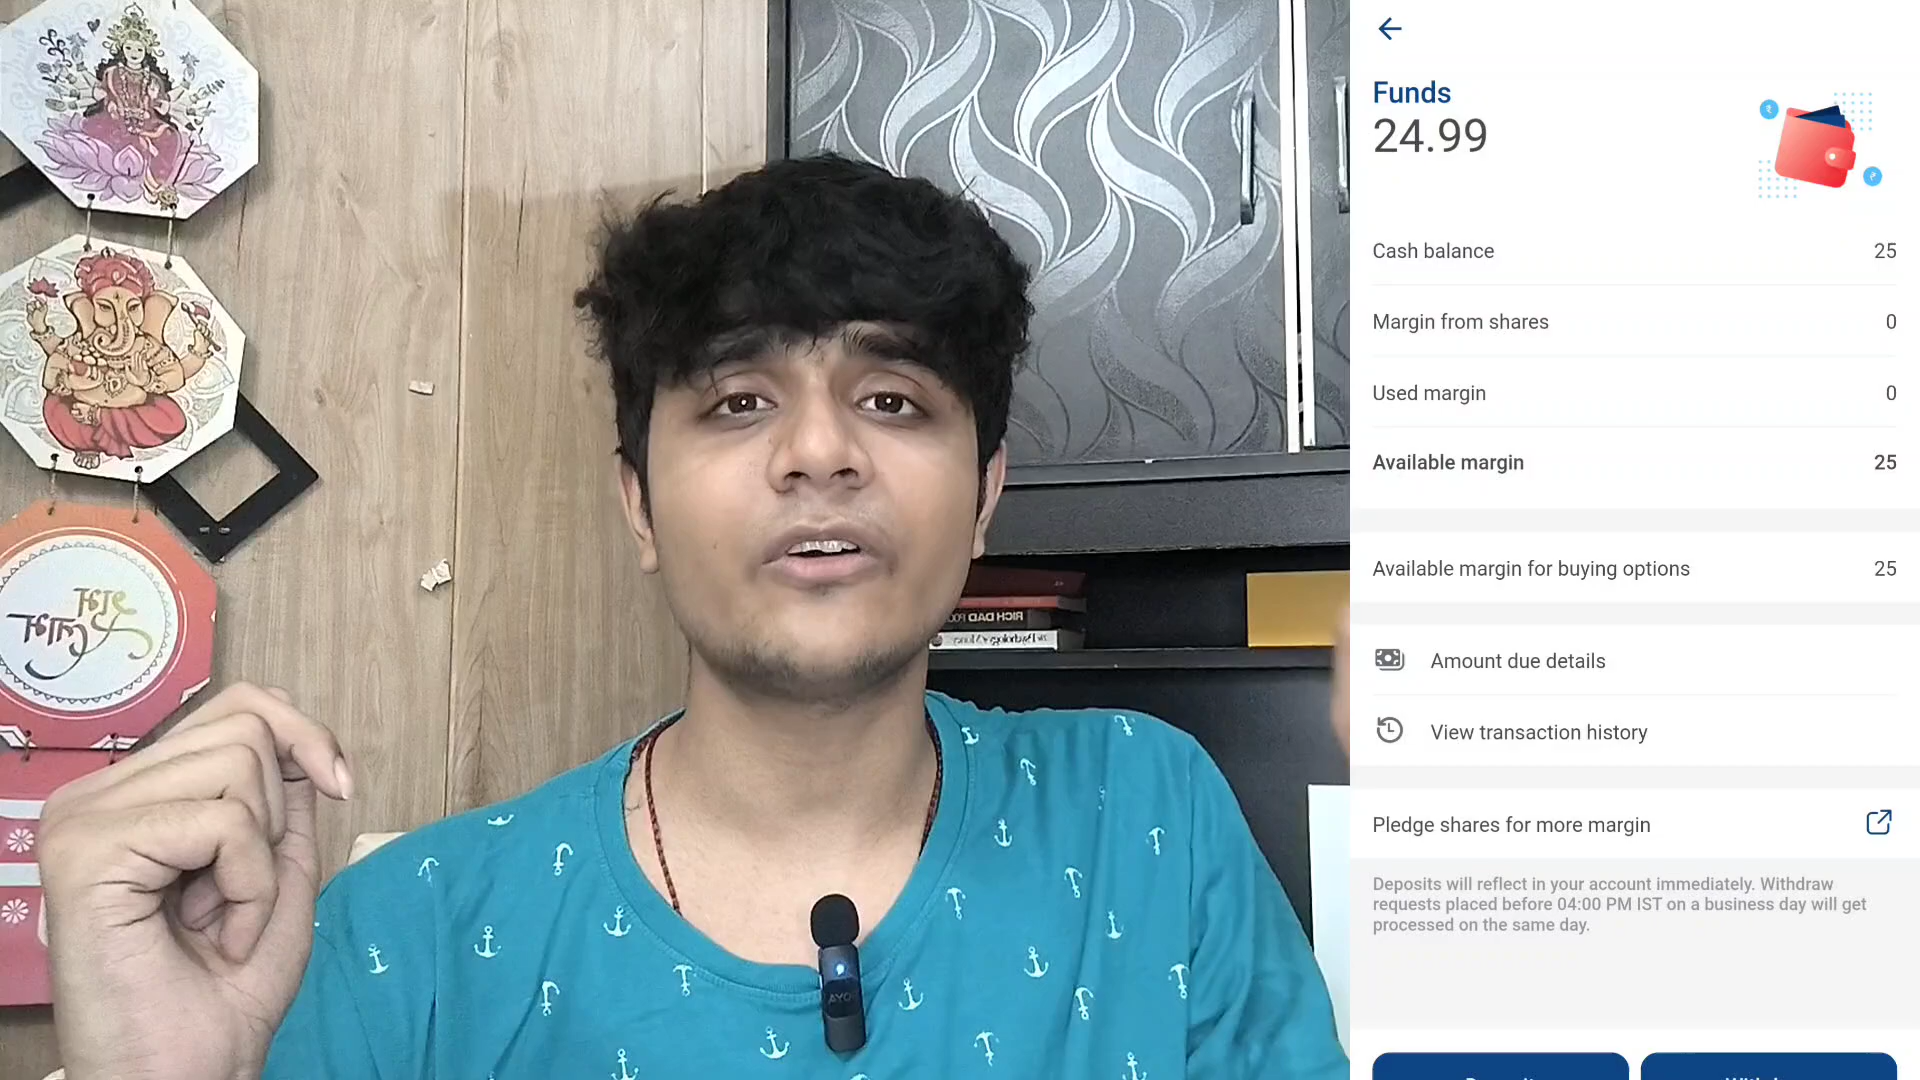 Funds
24.99
Cash balance 25
Margin from shares 0
Used margin 0
Available margin 25
Available margin for buying options 25
Amount due details
View transaction history
Pledge shares for more margin
Deposits will reflect in your account immediately. Withdraw
requests placed before 04:00 PM IST on a business day will get
processed on the same day.
RICH DAD